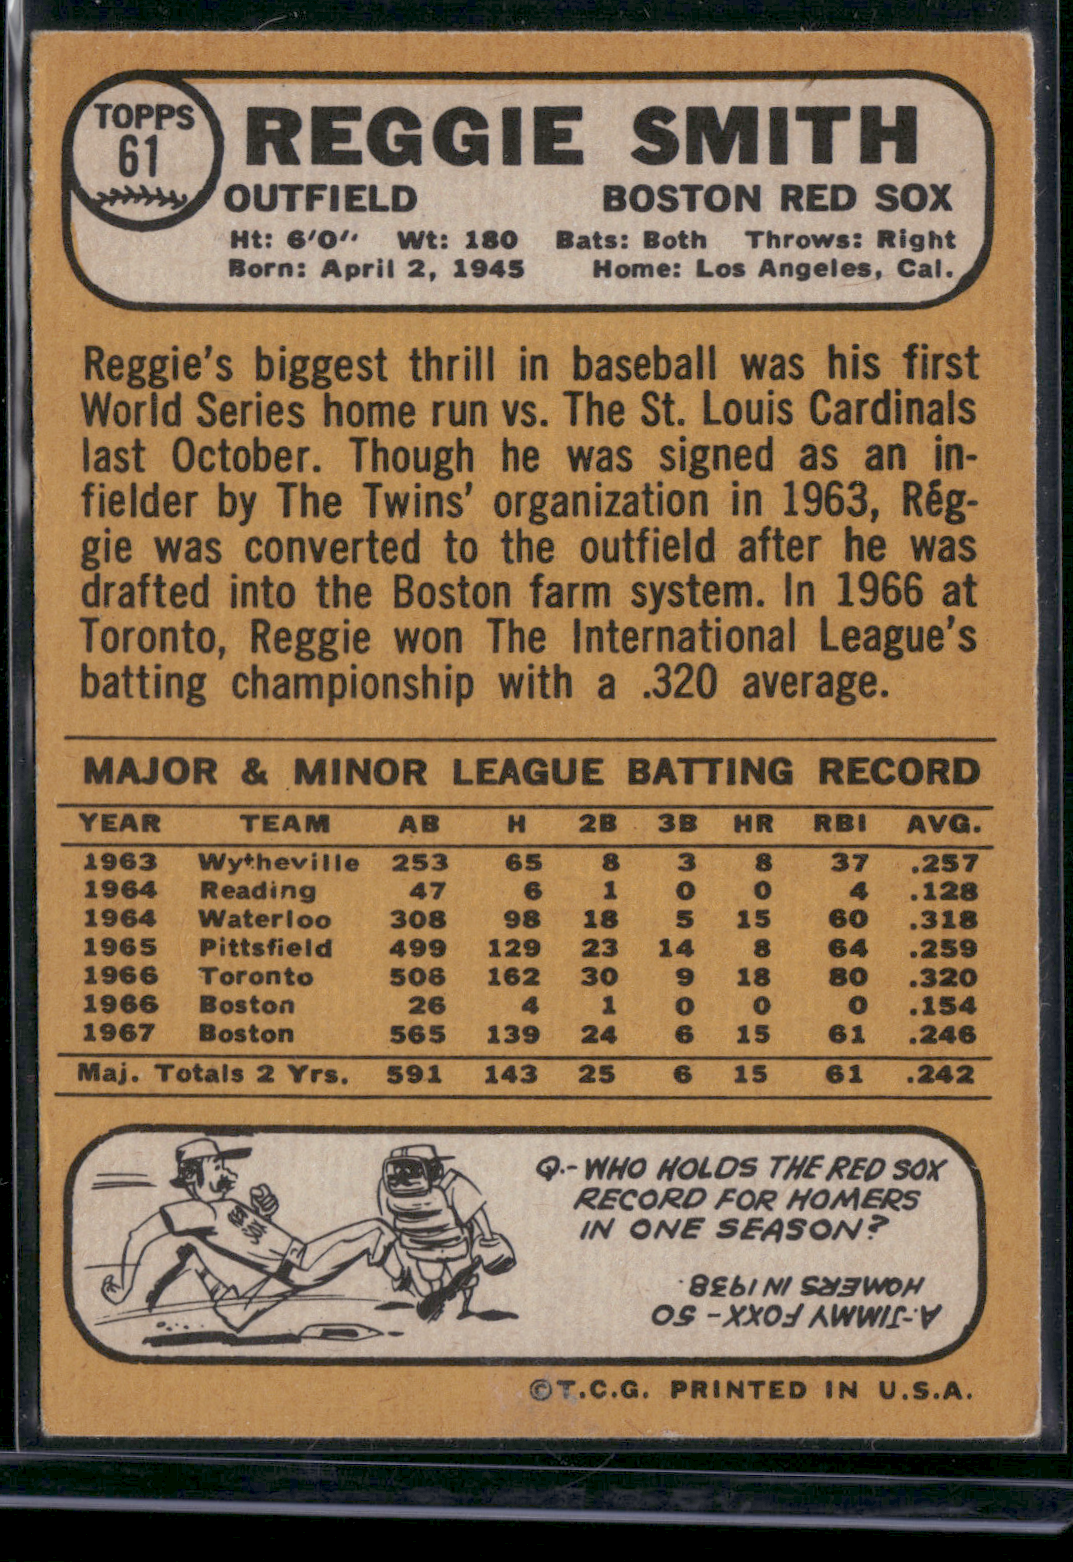 TOPPS
61
REGGIE SMITH
OUTFIELD BOSTON RED SOX
Ht: 6'0" Wt: 180 Bats: Both Throws: Right
Born: April 2, 1945 Home: Los Angeles, Cal.
Reggie's biggest thrill in baseball was his first
World Series home run vs. The St. Louis Cardinals
last October. Though he was signed as an in-
fielder by The Twins' organization in 1963, Reg-
gie was converted to the outfield after he was
drafted into the Boston farm system. In 1966 at
Toronto, Reggie won The International League's
batting championship with a .320 average.
MAJOR & MINOR LEAGUE BATTING RECORD
YEAR TEAM AB H 2B 3B HR RBI AVG.
1963 Wytheville 253 65 8 3 8 37 .257
1964 Reading 47 6 1 0 0 4 .128
1964 Waterloo 308 98 18 5 15 60 .318
1965 Pittsfield 499 129 23 14 8 64 .259
1966 Toronto 506 162 30 9 18 80 .320
1966 Boston 26 4 1 0 0 0 .154
1967 Boston 565 139 24 6 15 61 .246
Maj. Totals 2 Yrs. 591 143 25 6 15 61 .242
RED
SOX
Q.- WHO HOLDS THE RED SOX
RECORD FOR HOMERS
IN ONE SEASON?
A.-JIMMY FOXX - 50
HOMERS IN 1938.
©T.C.G. PRINTED IN U.S.A.